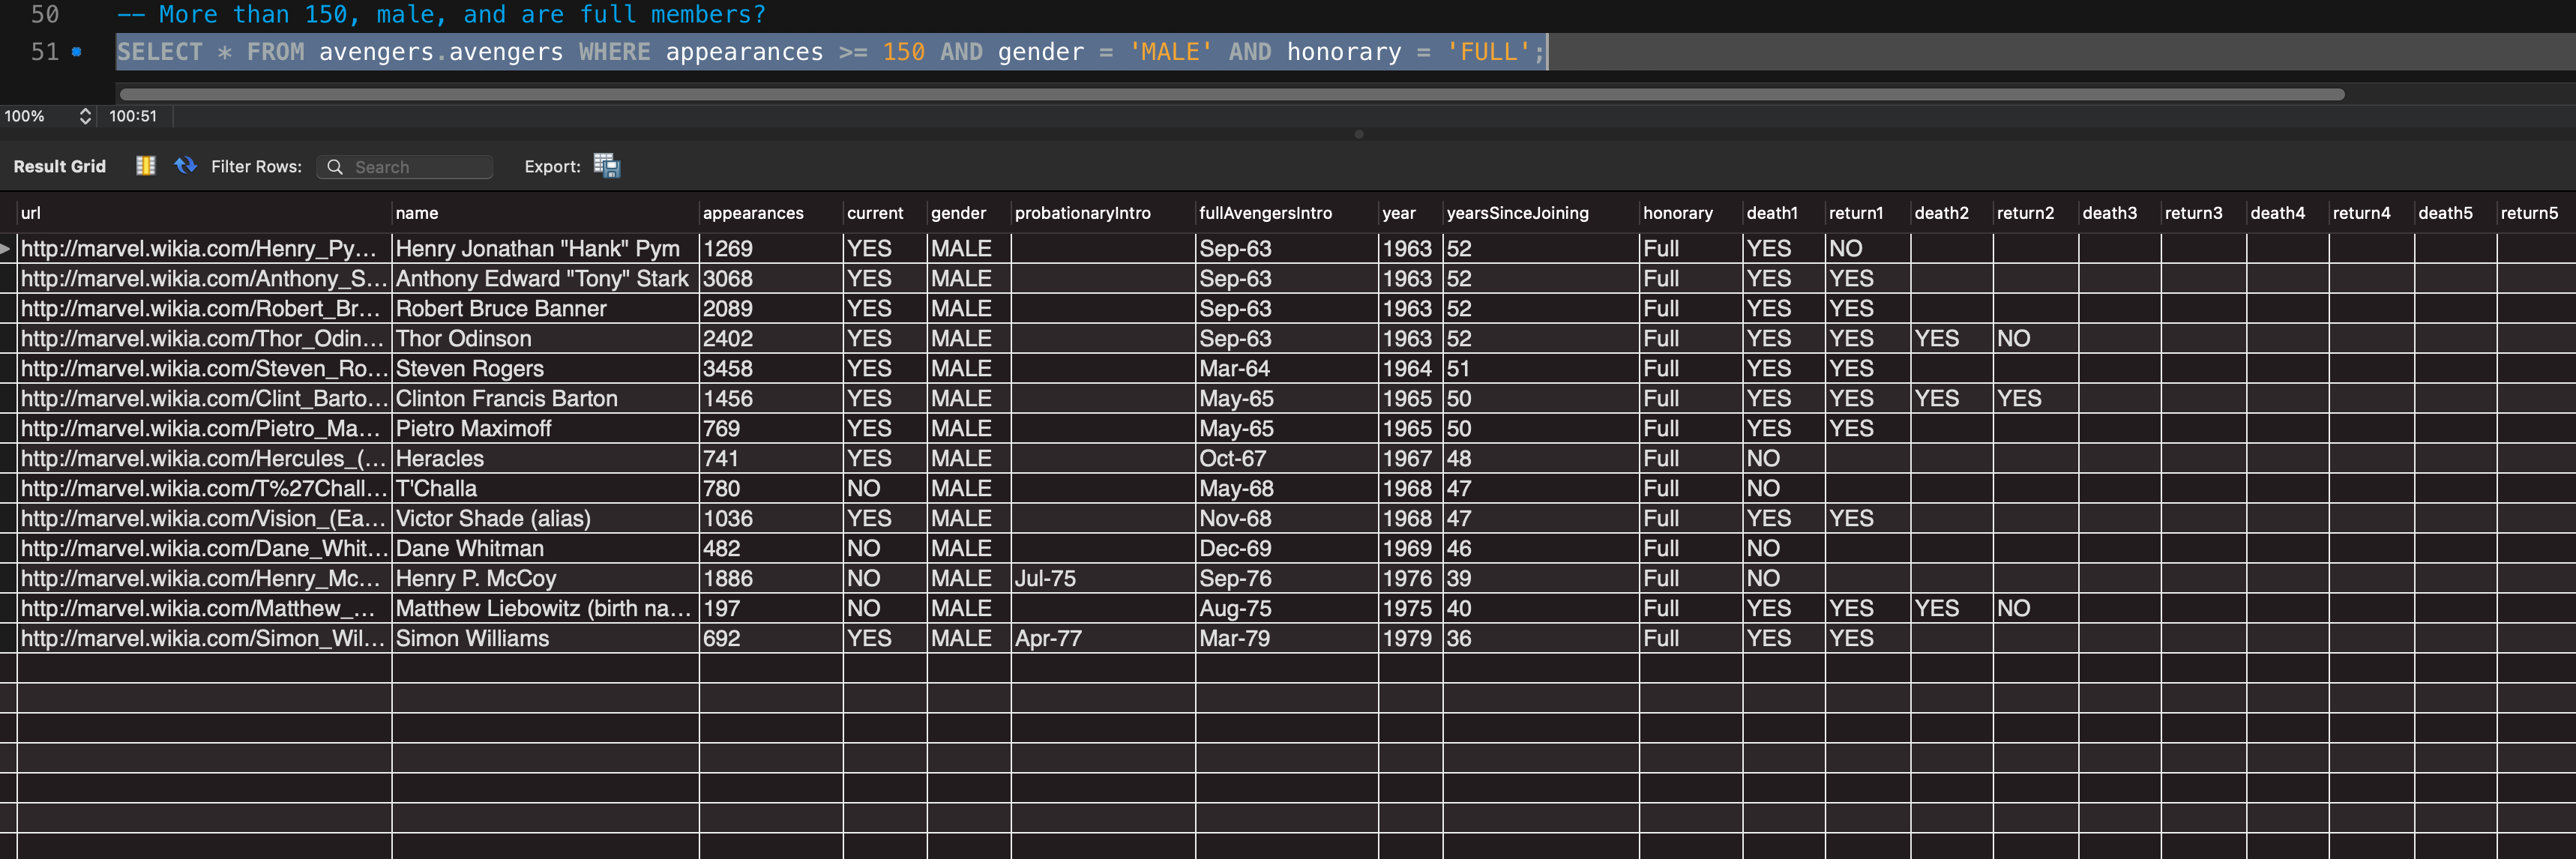 50 -- More than 150, male, and are full members?
51 SELECT * FROM avengers.avengers WHERE appearances >= 150 AND gender = 'MALE' AND honorary = 'FULL';
100% 100:51
Result Grid Filter Rows: Search Export:
url name appearances current gender probationaryIntro fullAvengersIntro year yearsSinceJoining honorary death1 return1 death2 return2 death3 return3 death4 return4 death5 return5
http://marvel.wikia.com/Henry_Py... Henry Jonathan "Hank" Pym 1269 YES MALE Sep-63 1963 52 Full YES NO
http://marvel.wikia.com/Anthony_S... Anthony Edward "Tony" Stark 3068 YES MALE Sep-63 1963 52 Full YES YES
http://marvel.wikia.com/Robert_Br... Robert Bruce Banner 2089 YES MALE Sep-63 1963 52 Full YES YES
http://marvel.wikia.com/Thor_Odin... Thor Odinson 2402 YES MALE Sep-63 1963 52 Full YES YES YES NO
http://marvel.wikia.com/Steven_Ro... Steven Rogers 3458 YES MALE Mar-64 1964 51 Full YES YES
http://marvel.wikia.com/Clint_Barto... Clinton Francis Barton 1456 YES MALE May-65 1965 50 Full YES YES YES YES
http://marvel.wikia.com/Pietro_Ma... Pietro Maximoff 769 YES MALE May-65 1965 50 Full YES YES
http://marvel.wikia.com/Hercules_(... Heracles 741 YES MALE Oct-67 1967 48 Full NO
http://marvel.wikia.com/T%27Chall... T'Challa 780 NO MALE May-68 1968 47 Full NO
http://marvel.wikia.com/Vision_(Ea... Victor Shade (alias) 1036 YES MALE Nov-68 1968 47 Full YES YES
http://marvel.wikia.com/Dane_Whit... Dane Whitman 482 NO MALE Dec-69 1969 46 Full NO
http://marvel.wikia.com/Henry_Mc... Henry P. McCoy 1886 NO MALE Jul-75 Sep-76 1976 39 Full NO
http://marvel.wikia.com/Matthew_... Matthew Liebowitz (birth na... 197 NO MALE Aug-75 1975 40 Full YES YES YES NO
http://marvel.wikia.com/Simon_Wil... Simon Williams 692 YES MALE Apr-77 Mar-79 1979 36 Full YES YES